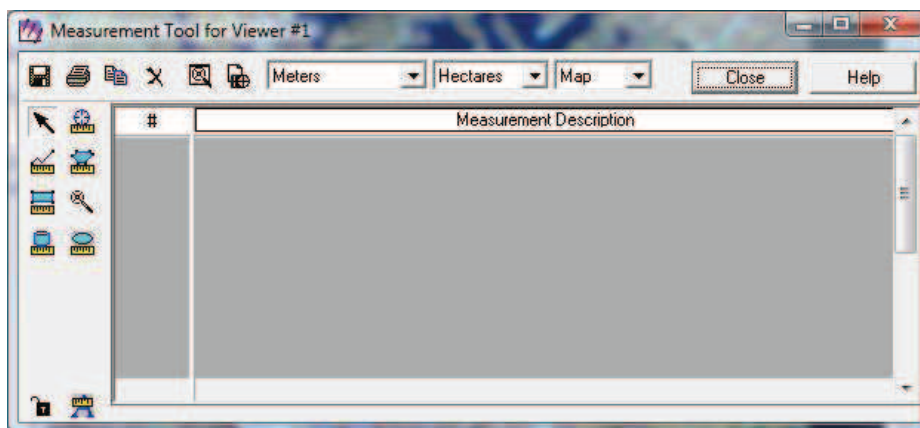 Measurement Tool for Viewer #1
Meters Hectares Map Close Help
# Measurement Description